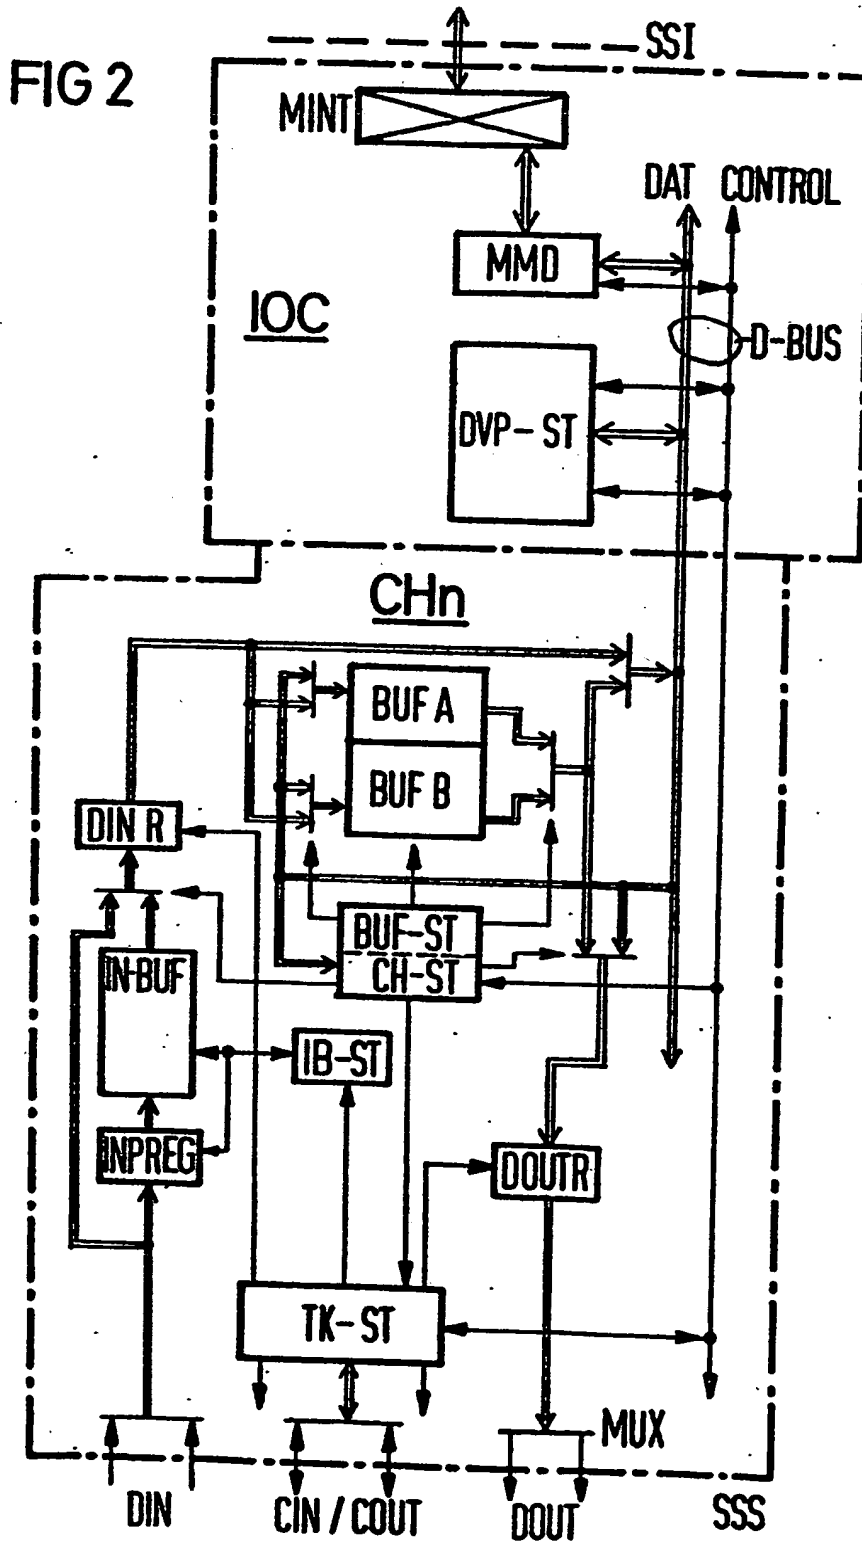 SSI
FIG 2
MINT
DAT CONTROL
MMD
IOC
D-BUS
DVP-ST
CHn
BUF A
BUF B
DIN R
BUF-ST
CH-ST
IN-BUF
IB-ST
INPREG
DOUTR
TK-ST
MUX
DIN
CIN / COUT
DOUT
SSS